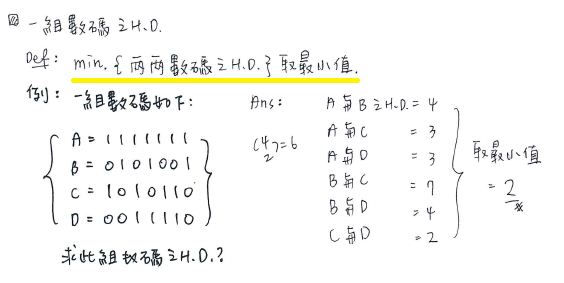 一組數碼之H.D.
Def: min.{兩兩數碼之H.D.}取最小值.
例: 一組數碼如下:
A = 1111111
B = 0101001
C = 1010110
D = 0011110
求此組數碼之H.D.?
Ans:
(4 2)=6
A與B之H.D. = 4
A與C = 3
A與D = 3
B與C = 7
B與D = 4
C與D = 2
取最小值
= 2